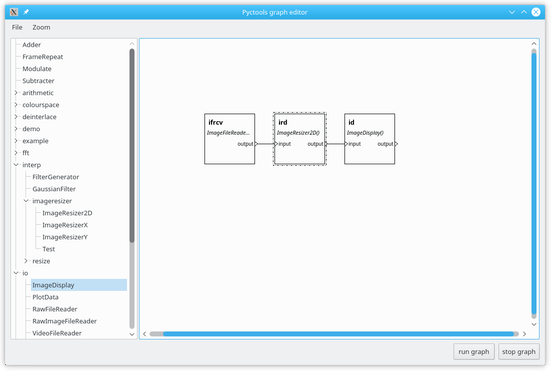 Pyctools graph editor
File Zoom
Adder
FrameRepeat
Modulate
Subtracter
arithmetic
colourspace
deinterlace
demo
example
fft
interp
FilterGenerator
GaussianFilter
imageresizer
ImageResizer2D
ImageResizerX
ImageResizerY
Test
resize
io
ImageDisplay
PlotData
RawFileReader
RawImageFileReader
VideoFileReader
ifrcv
ImageFileReade...
output
ird
ImageResizer2D()
input output
id
ImageDisplay()
input output
run graph stop graph